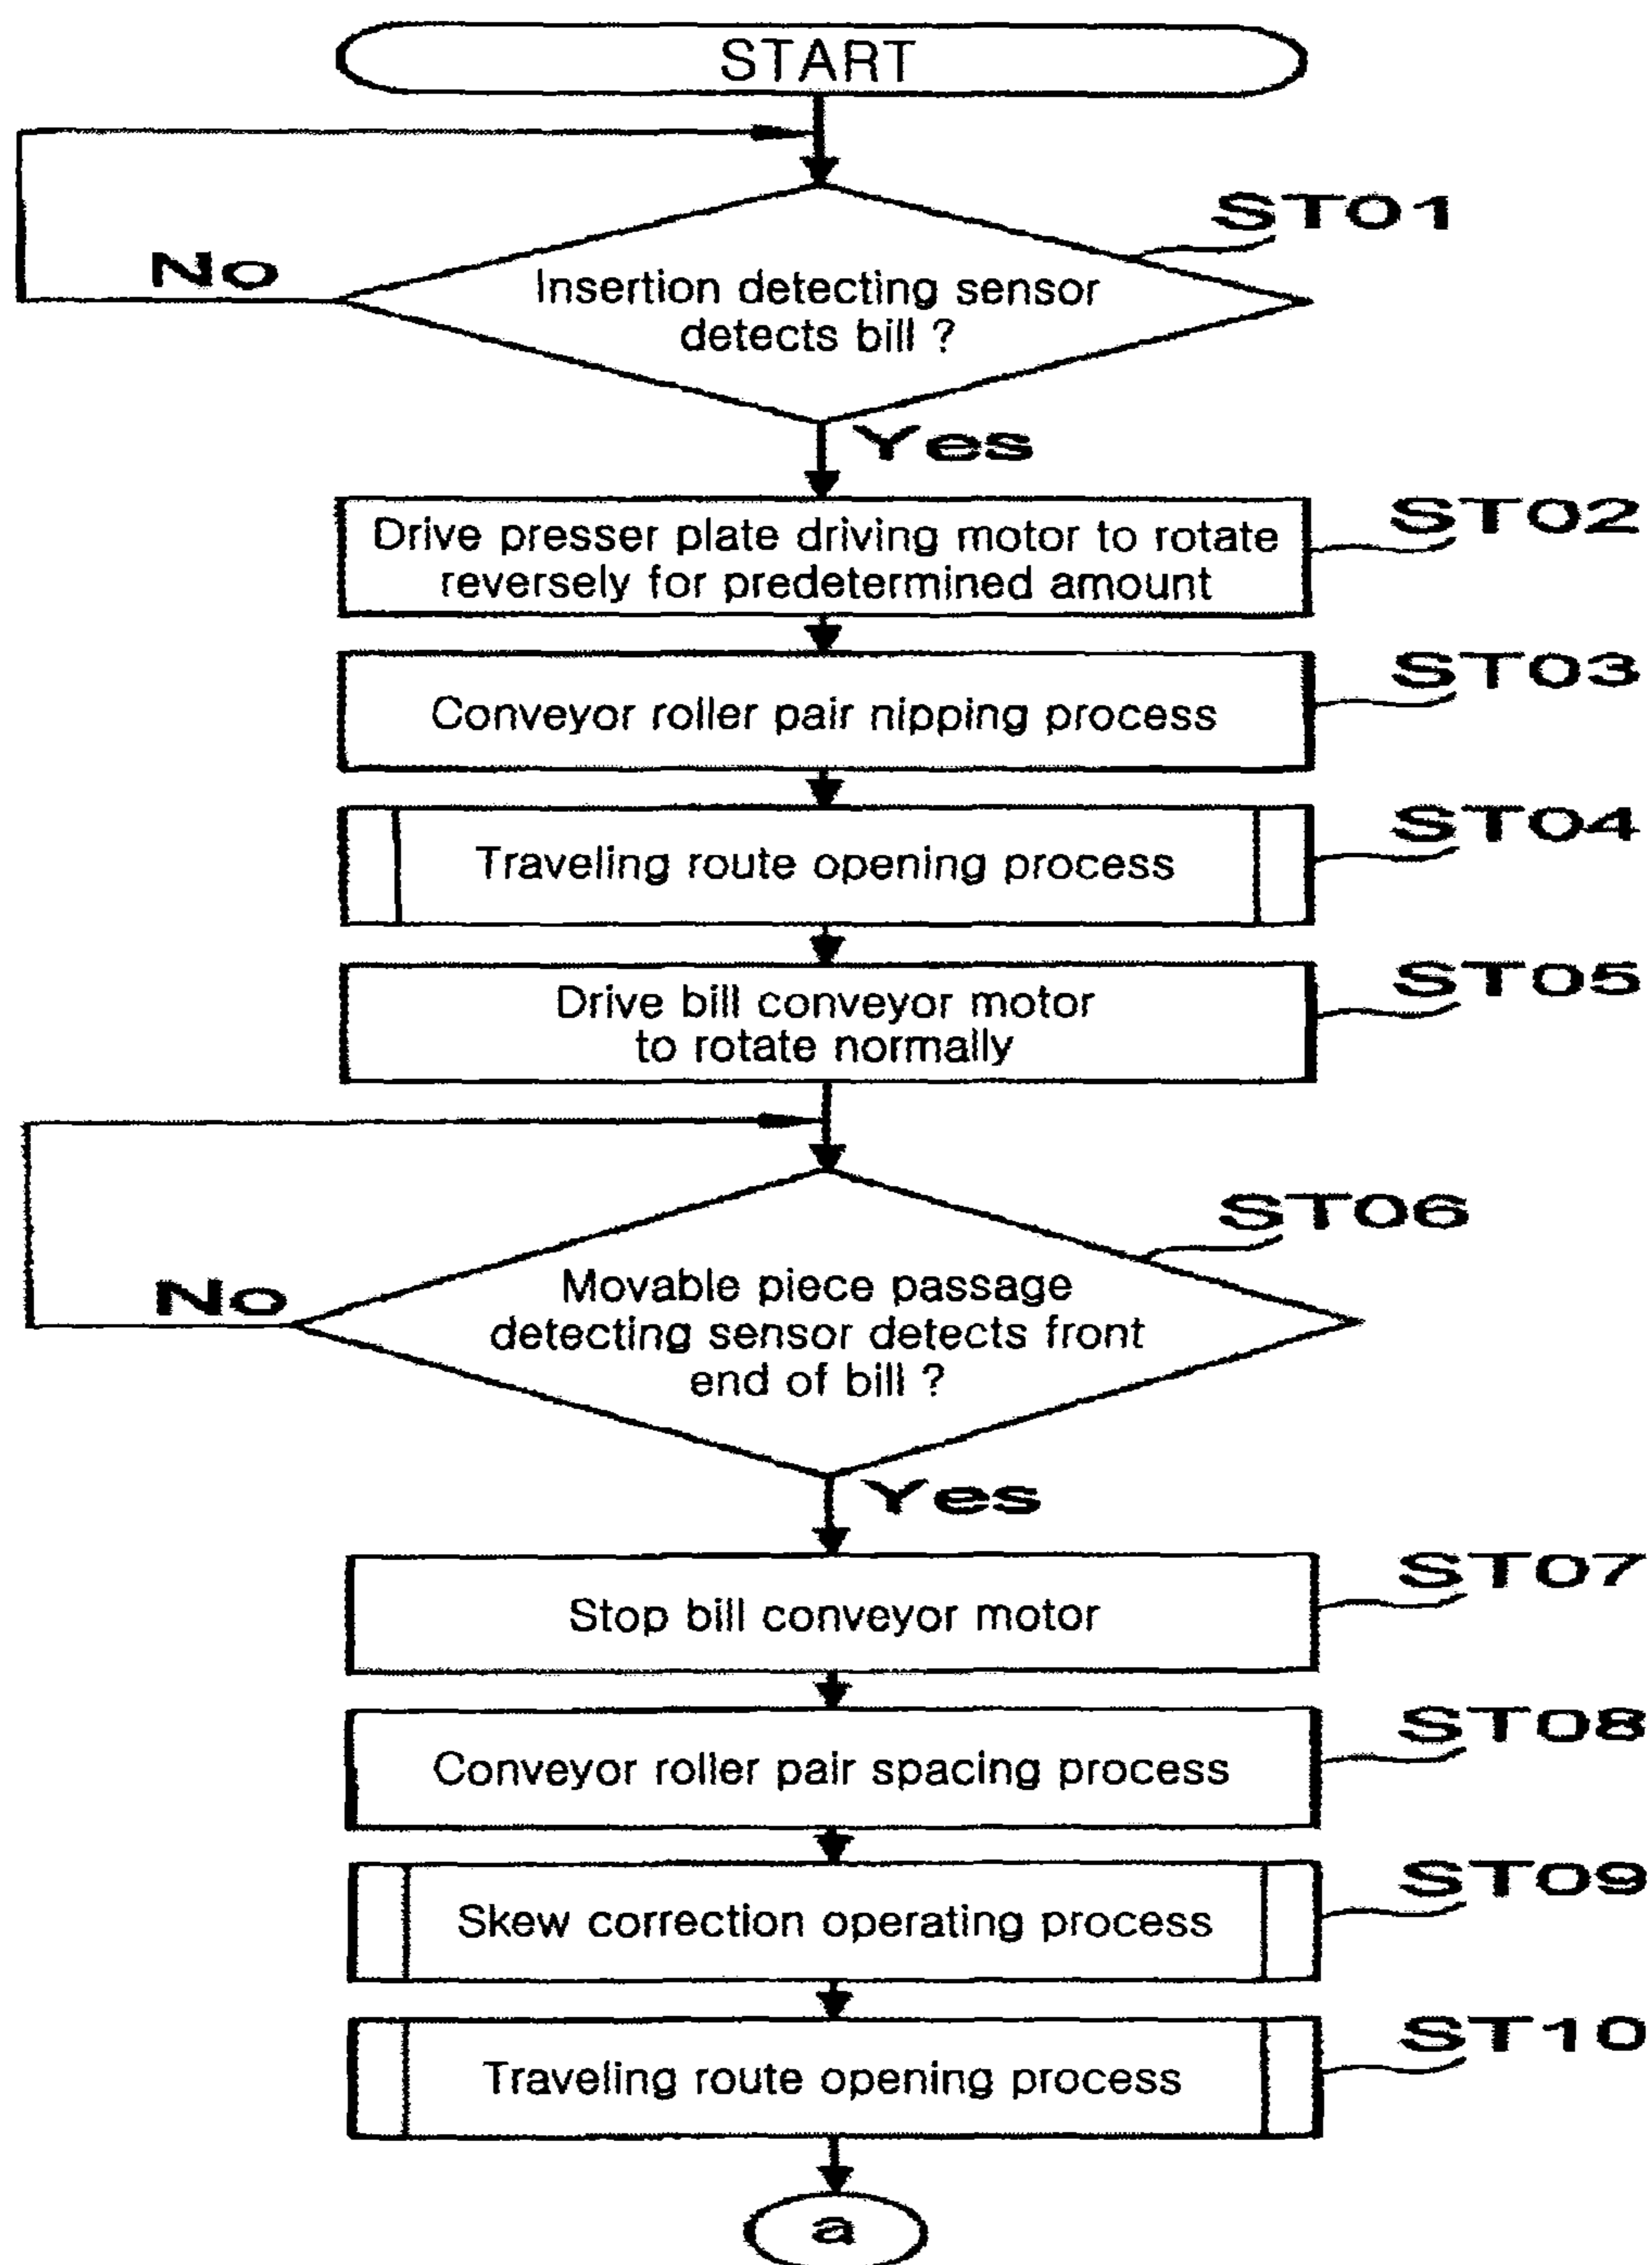 START
ST01
No
Insertion detecting sensor
detects bill ?
Yes
ST02
Drive presser plate driving motor to rotate
reversely for predetermined amount
ST03
Conveyor roller pair nipping process
ST04
Traveling route opening process
ST05
Drive bill conveyor motor
to rotate normally
ST06
No
Movable piece passage
detecting sensor detects front
end of bill ?
Yes
ST07
Stop bill conveyor motor
ST08
Conveyor roller pair spacing process
ST09
Skew correction operating process
ST10
Traveling route opening process
a